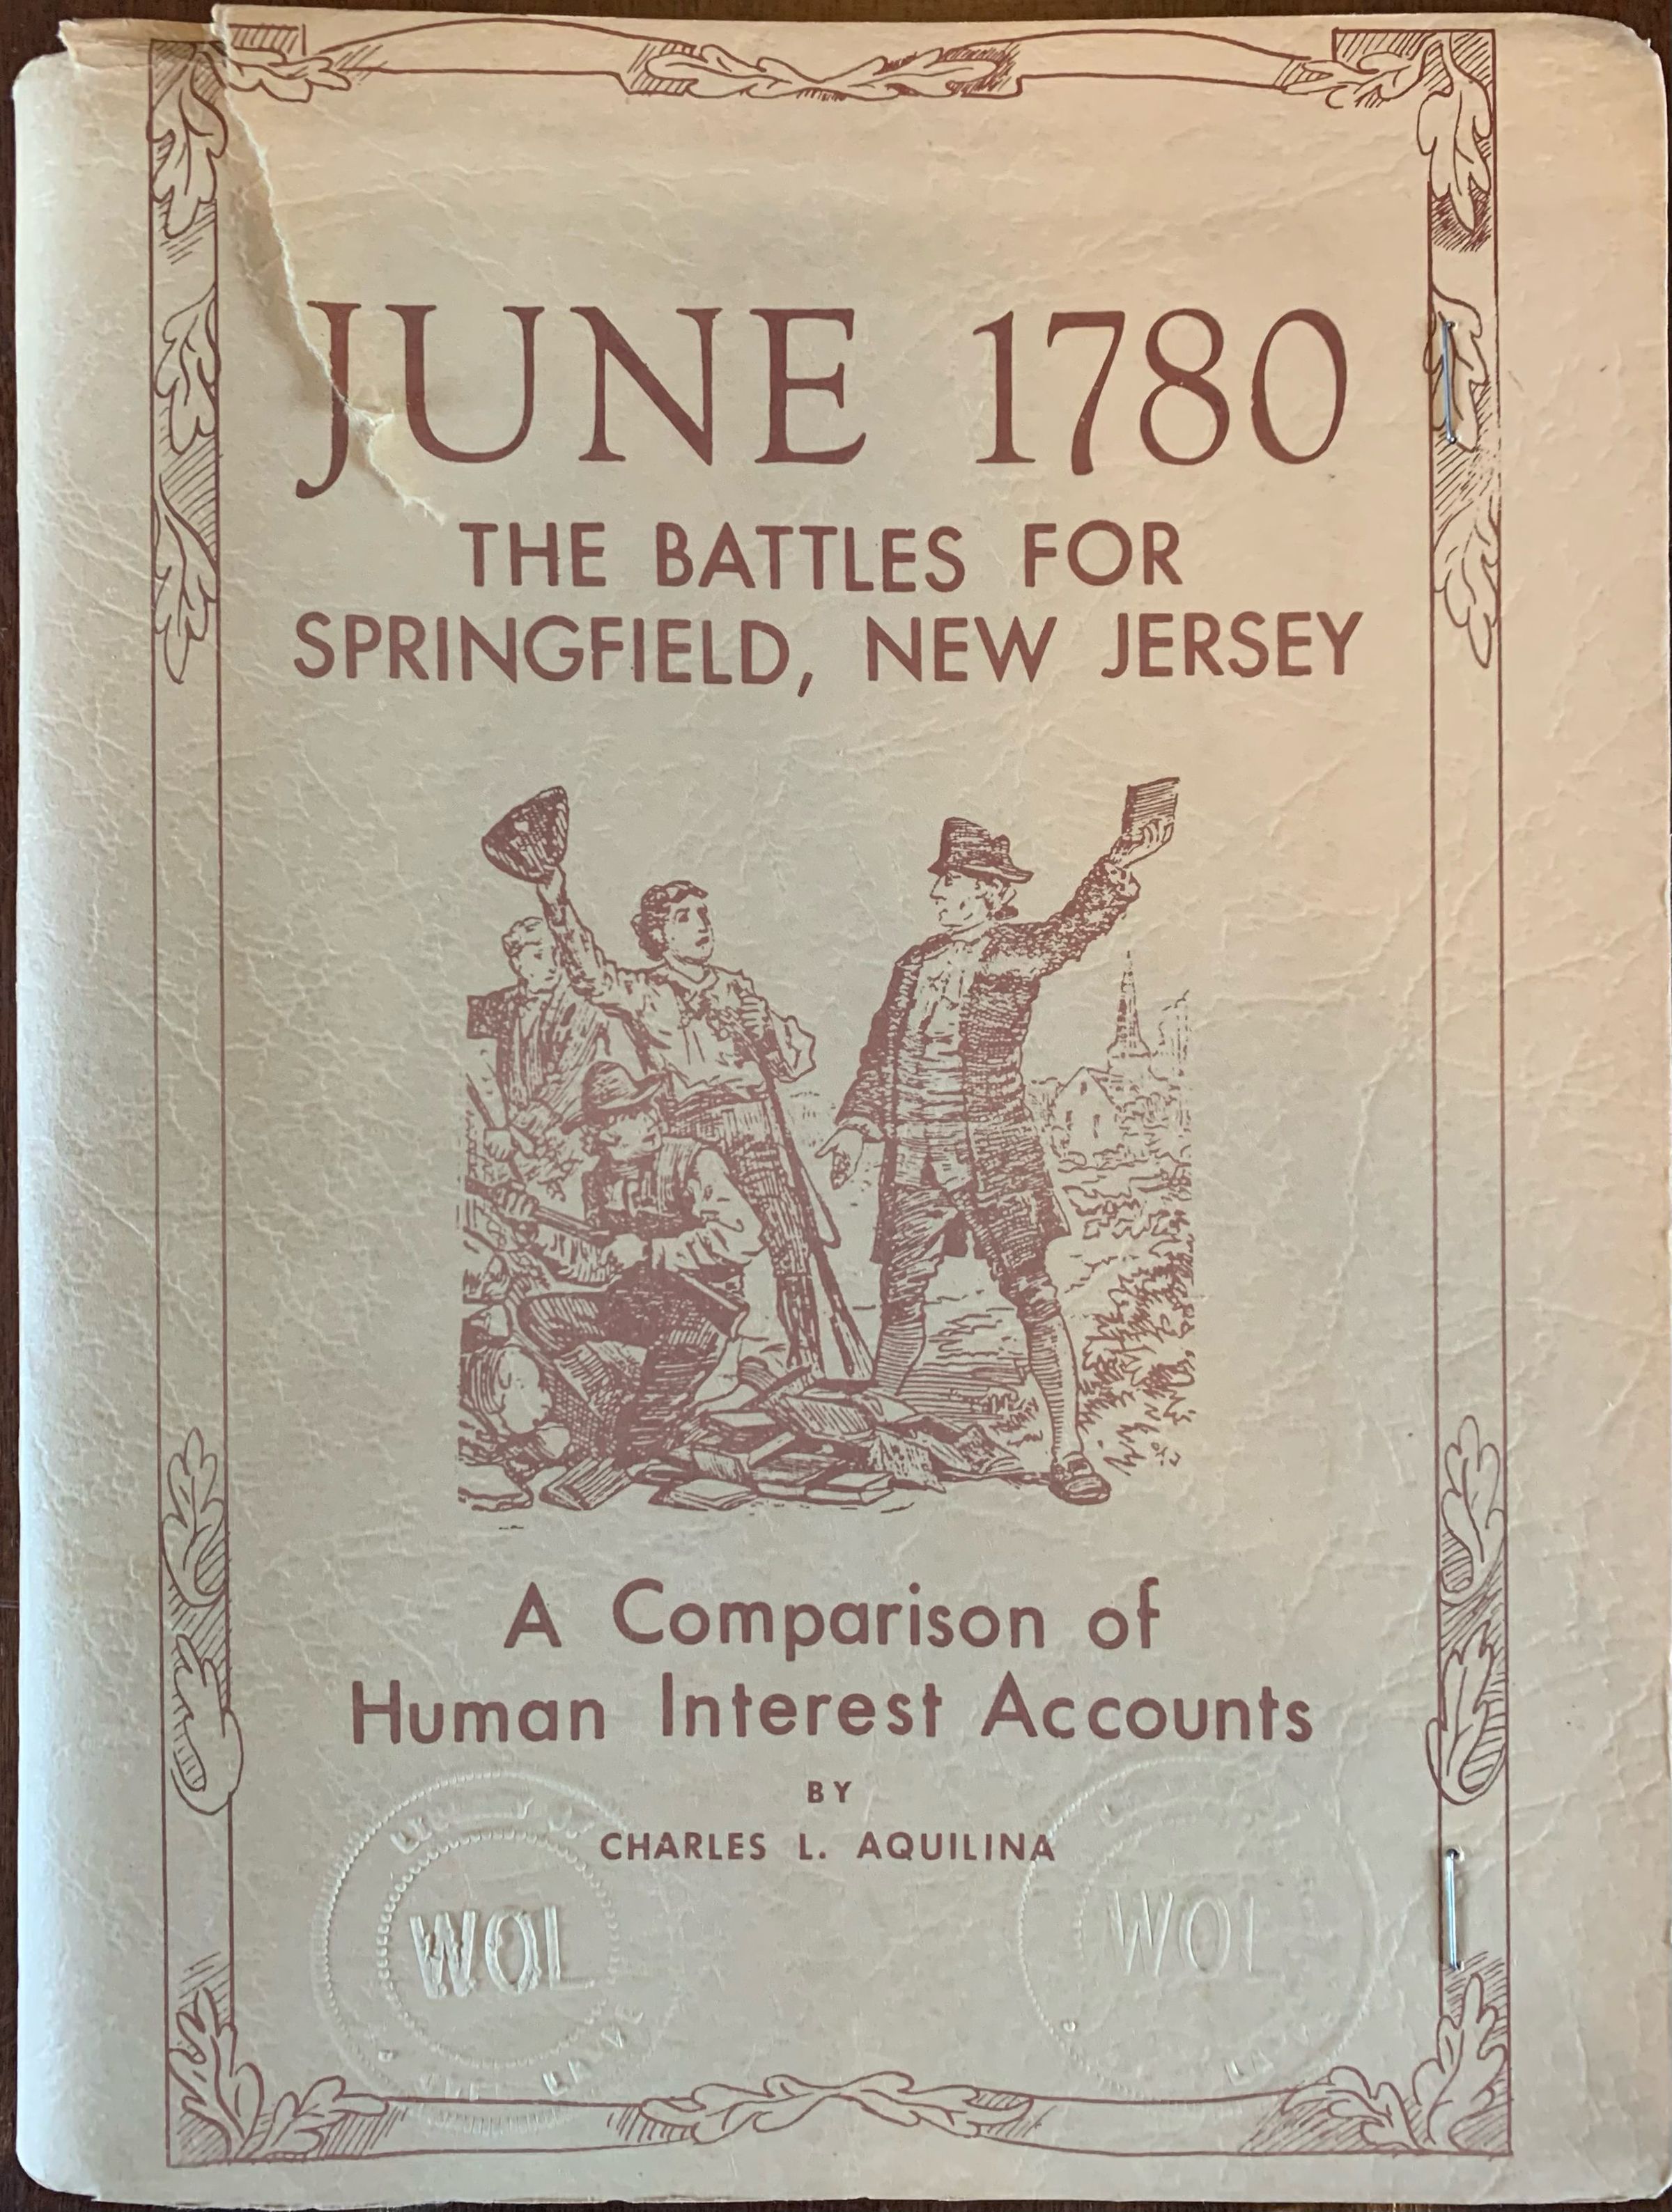 JUNE 1780
THE BATTLES FOR
SPRINGFIELD, NEW JERSEY
A Comparison of
Human Interest Accounts
BY
CHARLES L. AQUILINA
WOL
WOL